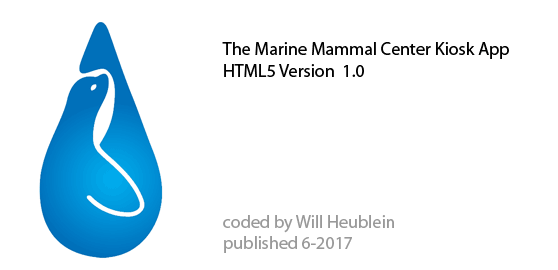 The Marine Mammal Center Kiosk App
HTML5 Version  1.0
coded by Will Heublein
published 6-2017